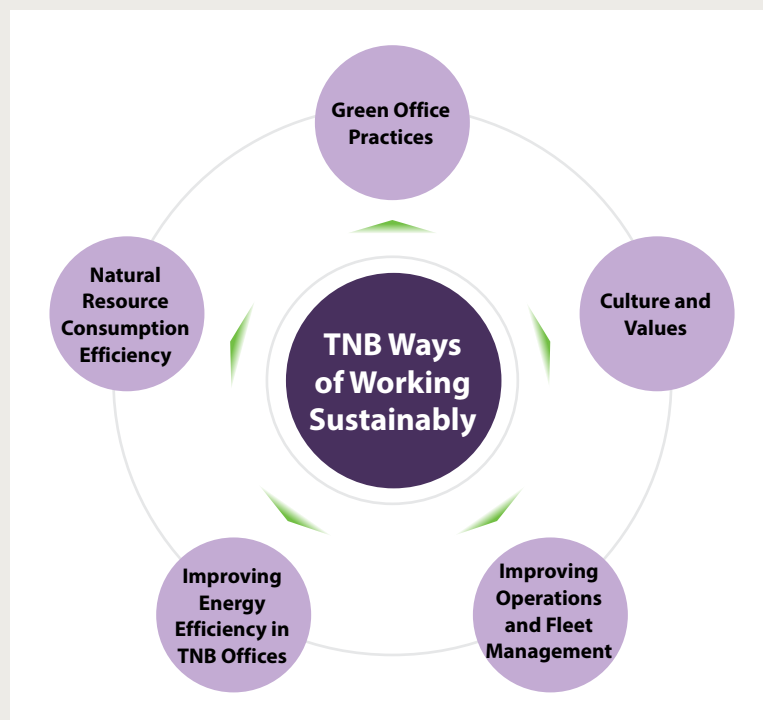 Green Office
Practices
Natural
Resource
Consumption
Efficiency
Culture and
Values
TNB Ways
of Working
Sustainably
Improving
Energy
Efficiency in
TNB Offices
Improving
Operations
and Fleet
Management